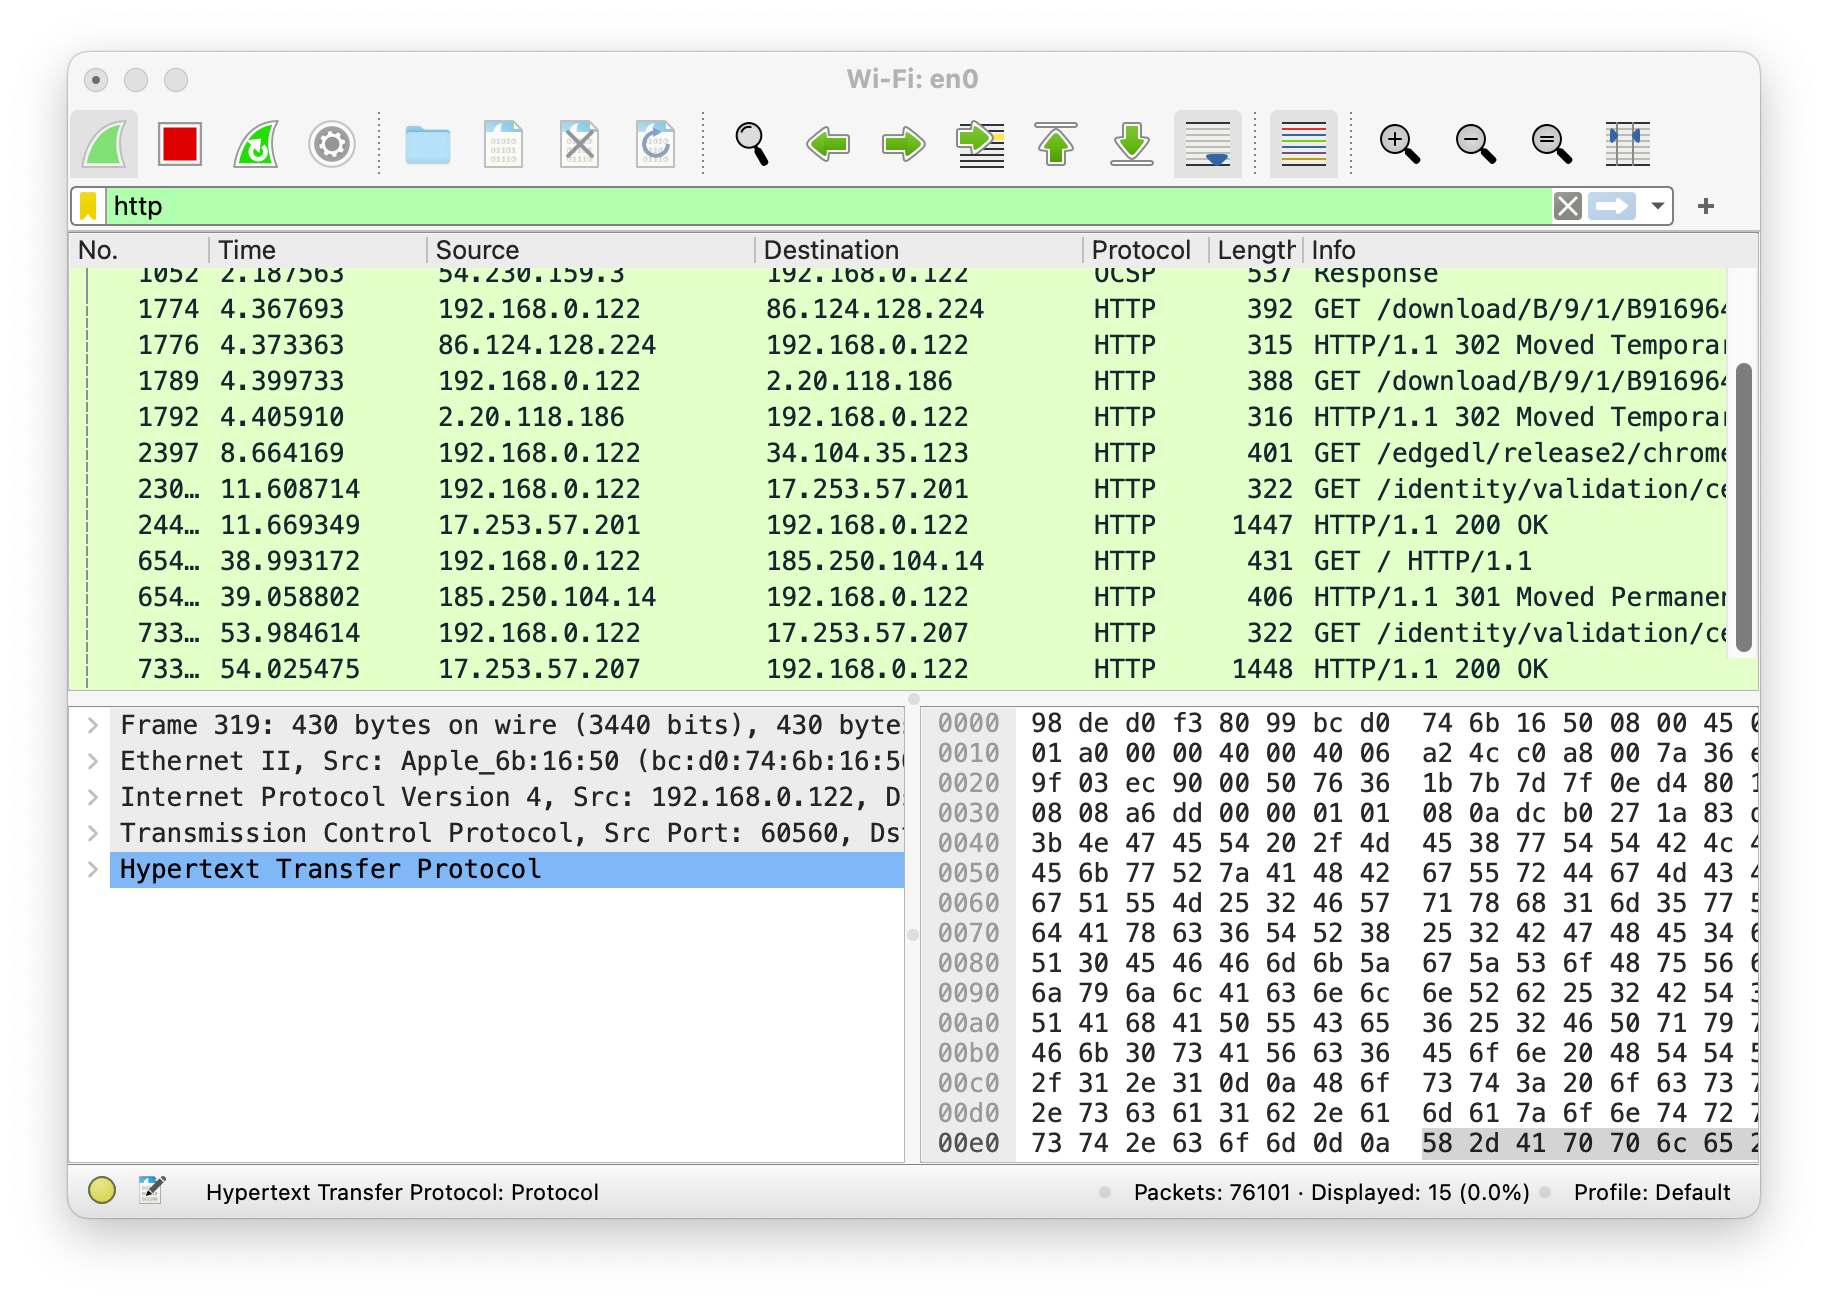 Wi-Fi: en0
http
+
No. Time Source Destination Protocol Length Info
1052 2.187563 54.230.159.3 192.168.0.122 OCSP 537 Response
1774 4.367693 192.168.0.122 86.124.128.224 HTTP 392 GET /download/B/9/1/B916964
1776 4.373363 86.124.128.224 192.168.0.122 HTTP 315 HTTP/1.1 302 Moved Temporar
1789 4.399733 192.168.0.122 2.20.118.186 HTTP 388 GET /download/B/9/1/B916964
1792 4.405910 2.20.118.186 192.168.0.122 HTTP 316 HTTP/1.1 302 Moved Temporar
2397 8.664169 192.168.0.122 34.104.35.123 HTTP 401 GET /edgedl/release2/chrome
230… 11.608714 192.168.0.122 17.253.57.201 HTTP 322 GET /identity/validation/ce
244… 11.669349 17.253.57.201 192.168.0.122 HTTP 1447 HTTP/1.1 200 OK
654… 38.993172 192.168.0.122 185.250.104.14 HTTP 431 GET / HTTP/1.1
654… 39.058802 185.250.104.14 192.168.0.122 HTTP 406 HTTP/1.1 301 Moved Permanen
733… 53.984614 192.168.0.122 17.253.57.207 HTTP 322 GET /identity/validation/ce
733… 54.025475 17.253.57.207 192.168.0.122 HTTP 1448 HTTP/1.1 200 OK
Frame 319: 430 bytes on wire (3440 bits), 430 bytes
Ethernet II, Src: Apple_6b:16:50 (bc:d0:74:6b:16:50
Internet Protocol Version 4, Src: 192.168.0.122, Ds
Transmission Control Protocol, Src Port: 60560, Dst
Hypertext Transfer Protocol
0000 98 de d0 f3 80 99 bc d0 74 6b 16 50 08 00 45
0010 01 a0 00 00 40 00 40 06 a2 4c c0 a8 00 7a 36
0020 9f 03 ec 90 00 50 76 36 1b 7b 7d 7f 0e d4 80
0030 08 08 a6 dd 00 00 01 01 08 0a dc b0 27 1a 83
0040 3b 4e 47 45 54 20 2f 4d 45 38 77 54 54 42 4c
0050 45 6b 77 52 7a 41 48 42 67 55 72 44 67 4d 43
0060 67 51 55 4d 25 32 46 57 71 78 68 31 6d 35 77
0070 64 41 78 63 36 54 52 38 25 32 42 47 48 45 34
0080 51 30 45 46 46 6d 6b 5a 67 5a 53 6f 48 75 56
0090 6a 79 6a 6c 41 63 6e 6c 6e 52 62 25 32 42 54
00a0 51 41 68 41 50 55 43 65 36 25 32 46 50 71 79
00b0 46 6b 30 73 41 56 63 36 45 6f 6e 20 48 54 54
00c0 2f 31 2e 31 0d 0a 48 6f 73 74 3a 20 6f 63 73
00d0 2e 73 63 61 31 62 2e 61 6d 61 7a 6f 6e 74 72
00e0 73 74 2e 63 6f 6d 0d 0a 58 2d 41 70 70 6c 65
Hypertext Transfer Protocol: Protocol
Packets: 76101 · Displayed: 15 (0.0%)
Profile: Default